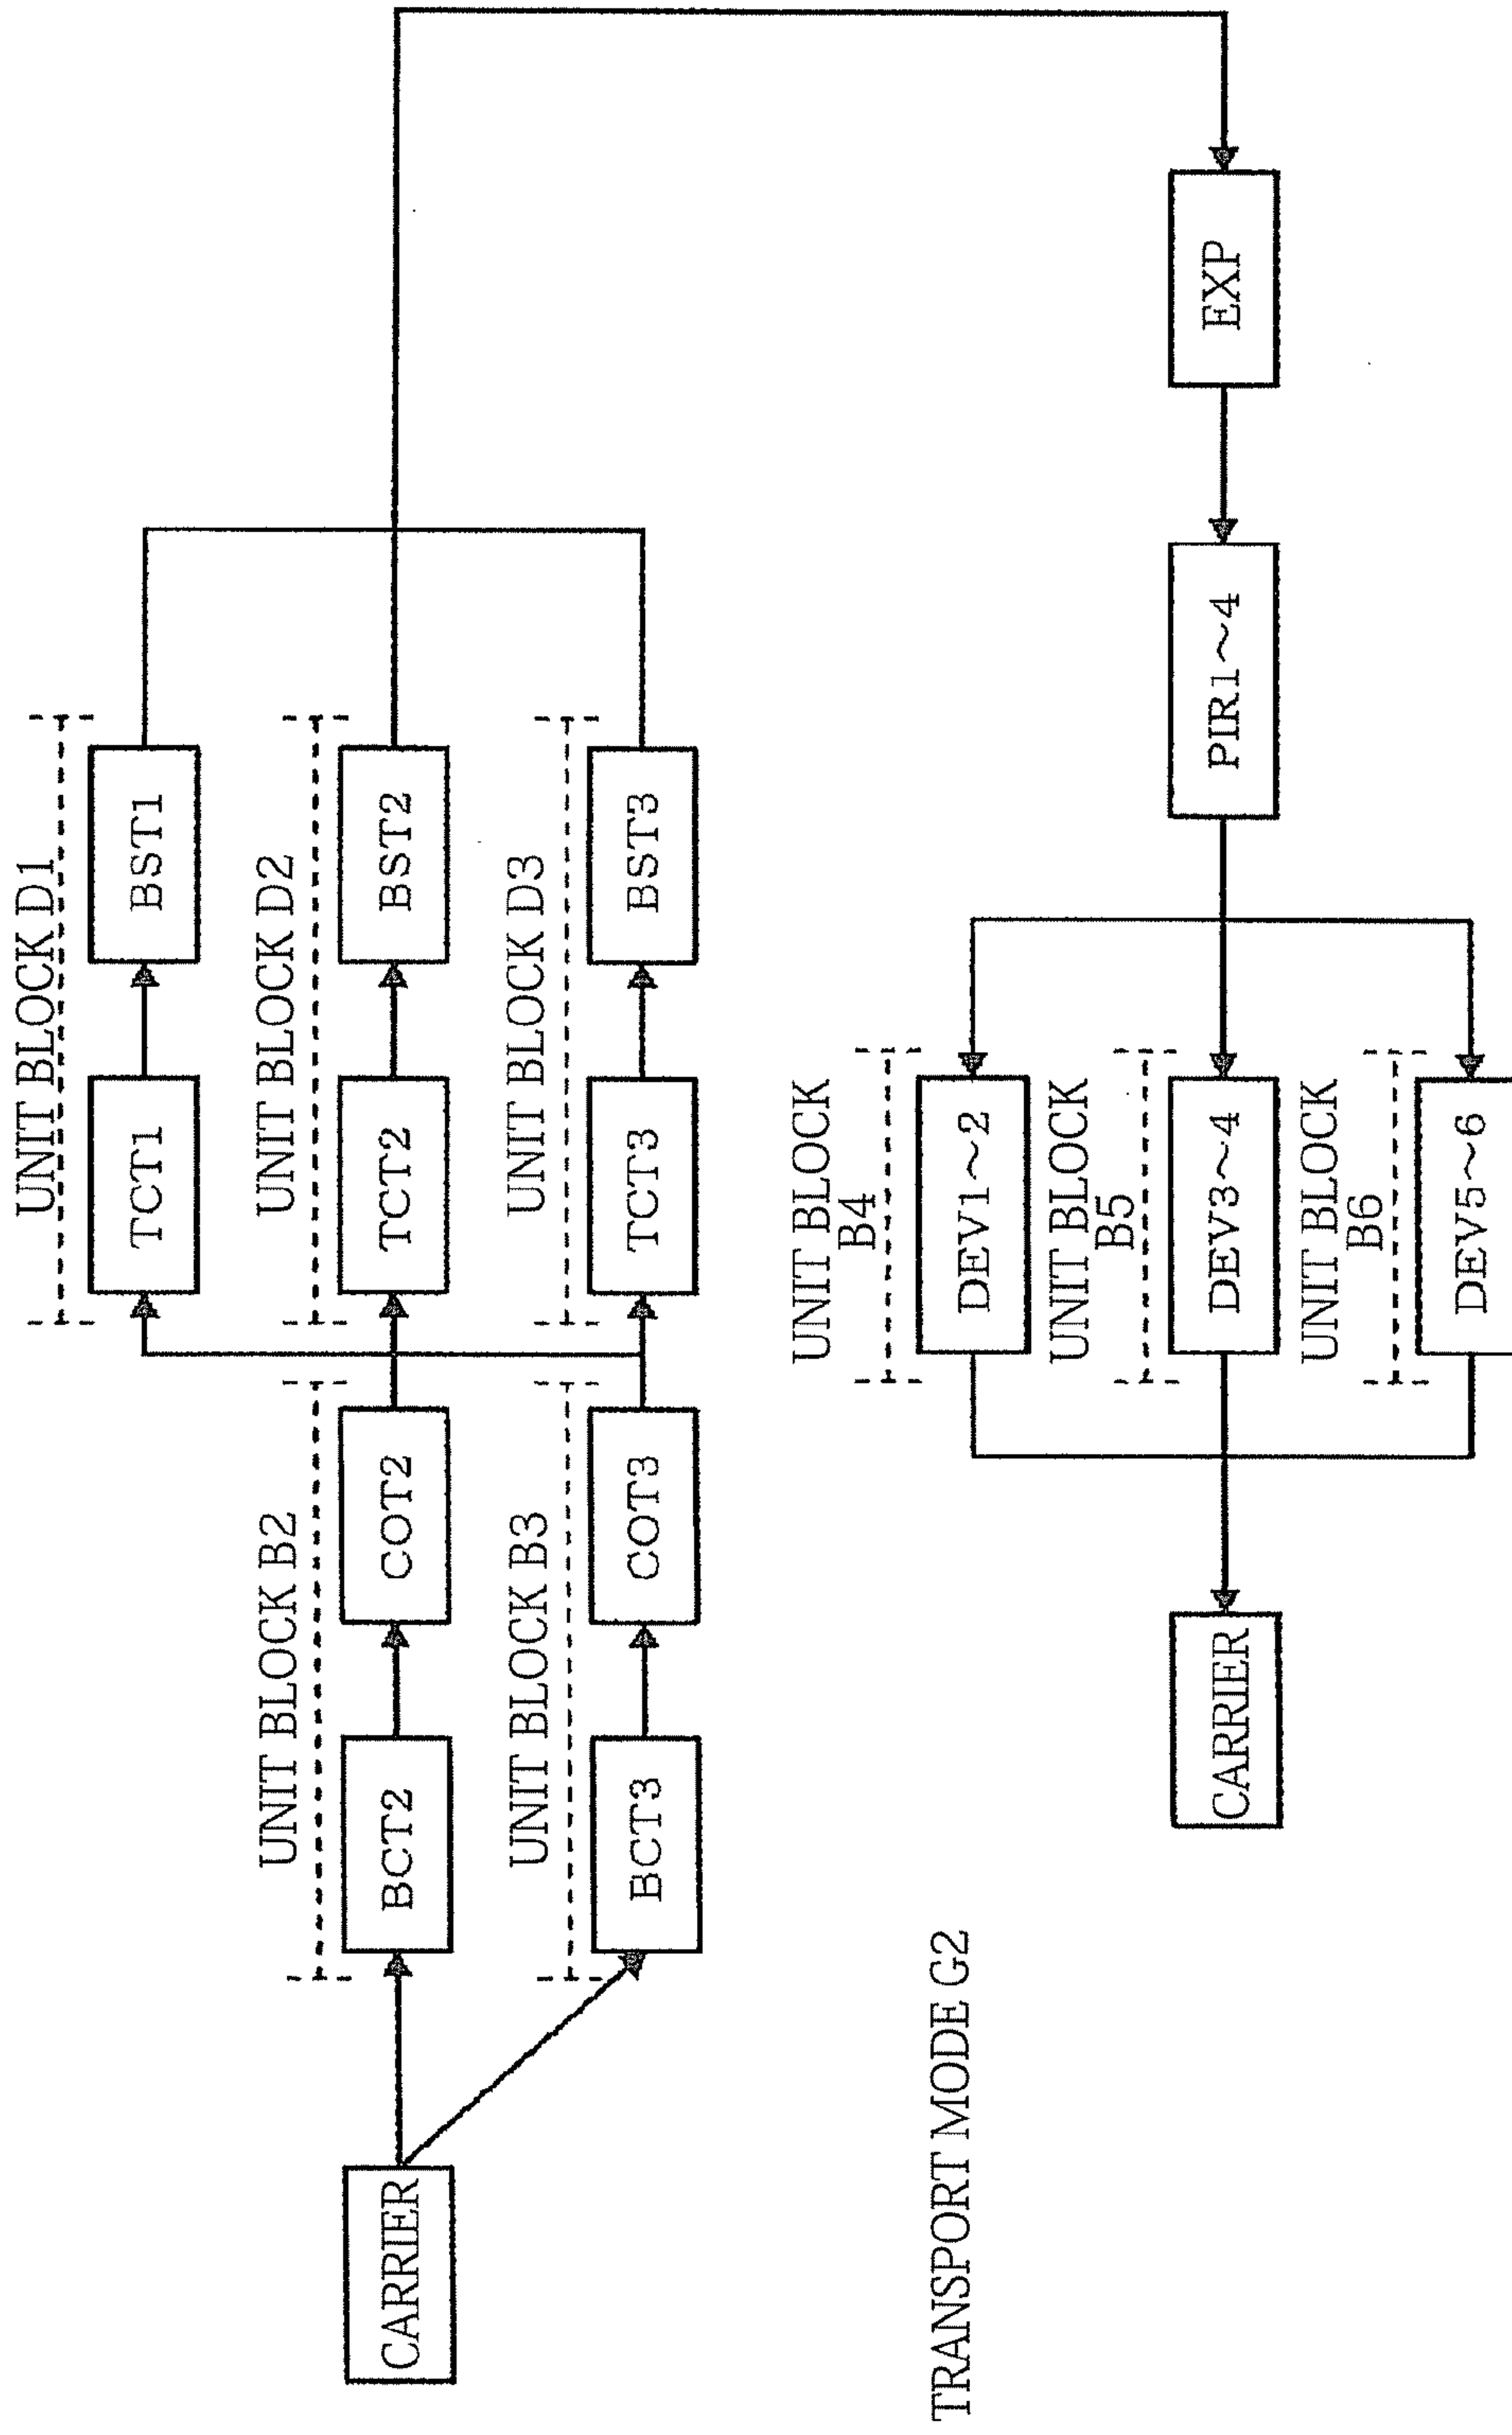 UNIT BLOCK D1
TCT1
BST1
UNIT BLOCK B2
UNIT BLOCK D2
CARRIER
BCT2
COT2
TCT2
BST2
UNIT BLOCK B3
UNIT BLOCK D3
BCT3
COT3
TCT3
BST3
UNIT BLOCK
B4
DEV1~2
UNIT BLOCK
B5
CARRIER
DEV3~4
PIR1~4
EXP
UNIT BLOCK
B6
DEV5~6
TRANSPORT MODE G2